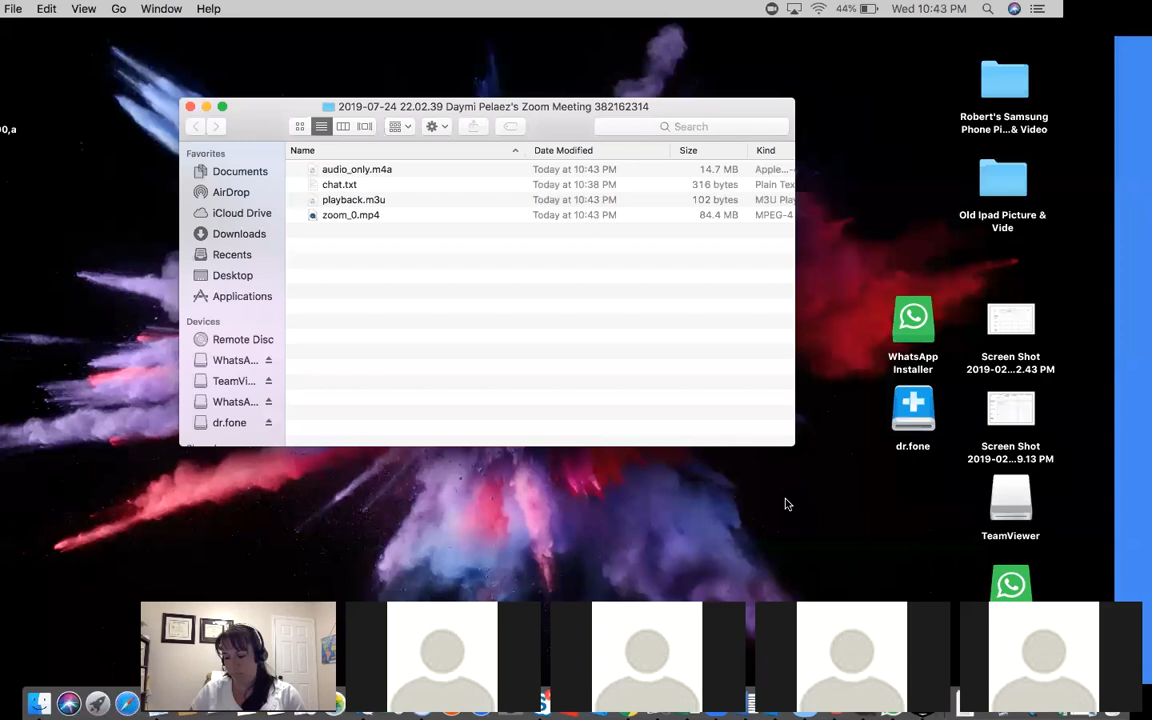 File Edit View Go Window Help 44% Wed 10:43 PM
2019-07-24 22.02.39 Daymi Pelaez's Zoom Meeting 382162314
00,a
Search
Favorites
Documents
AirDrop
iCloud Drive
Downloads
Recents
Desktop
Applications
Devices
Remote Disc
WhatsA...
TeamVi...
WhatsA...
dr.fone
Name Date Modified Size Kind
audio_only.m4a Today at 10:43 PM 14.7 MB Apple...-
chat.txt Today at 10:38 PM 316 bytes Plain Tex
playback.m3u Today at 10:43 PM 102 bytes M3U Play
zoom_0.mp4 Today at 10:43 PM 84.4 MB MPEG-4
Robert's Samsung
Phone Pi...& Video
Old Ipad Picture &
Vide
WhatsApp
Installer
Screen Shot
2019-02...2.43 PM
dr.fone
Screen Shot
2019-02...9.13 PM
TeamViewer